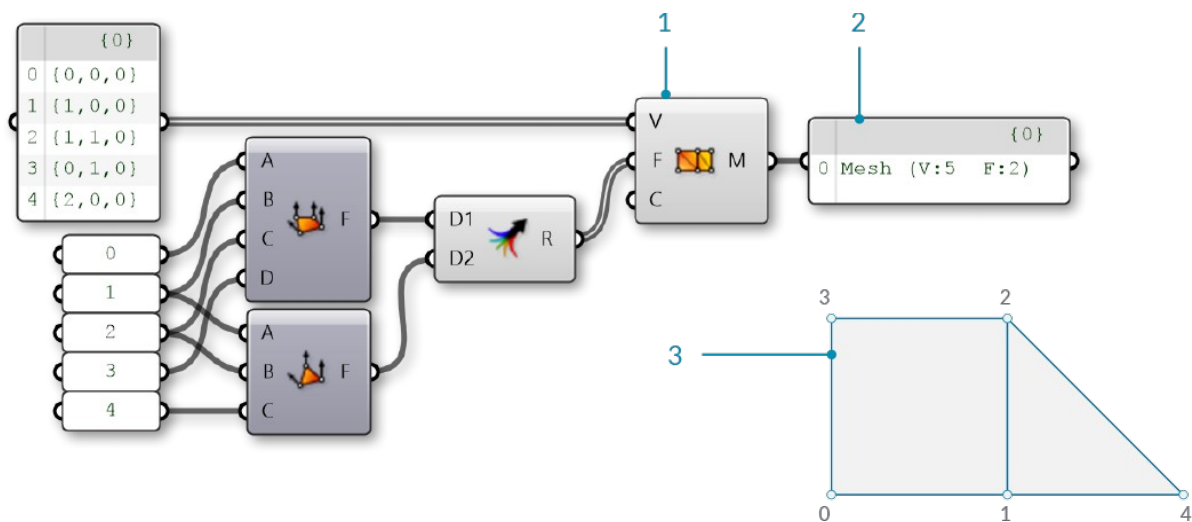 1 2
{0}
0 {0,0,0}
1 {1,0,0}
2 {1,1,0}
3 {0,1,0}
4 {2,0,0}
V
F M
C
{0}
0 Mesh (V:5 F:2)
A
B
C
D
F
D1
D2
R
0
1
2
3
4
A
B F
C
3 2
3
0 1 4